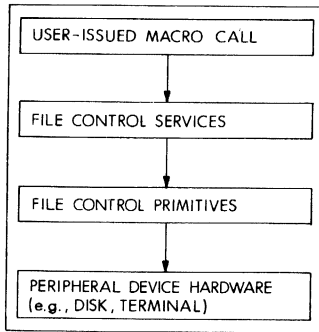 USER-ISSUED MACRO CALL
FILE CONTROL SERVICES
FILE CONTROL PRIMITIVES
PERIPHERAL DEVICE HARDWARE
(e.g., DISK, TERMINAL)